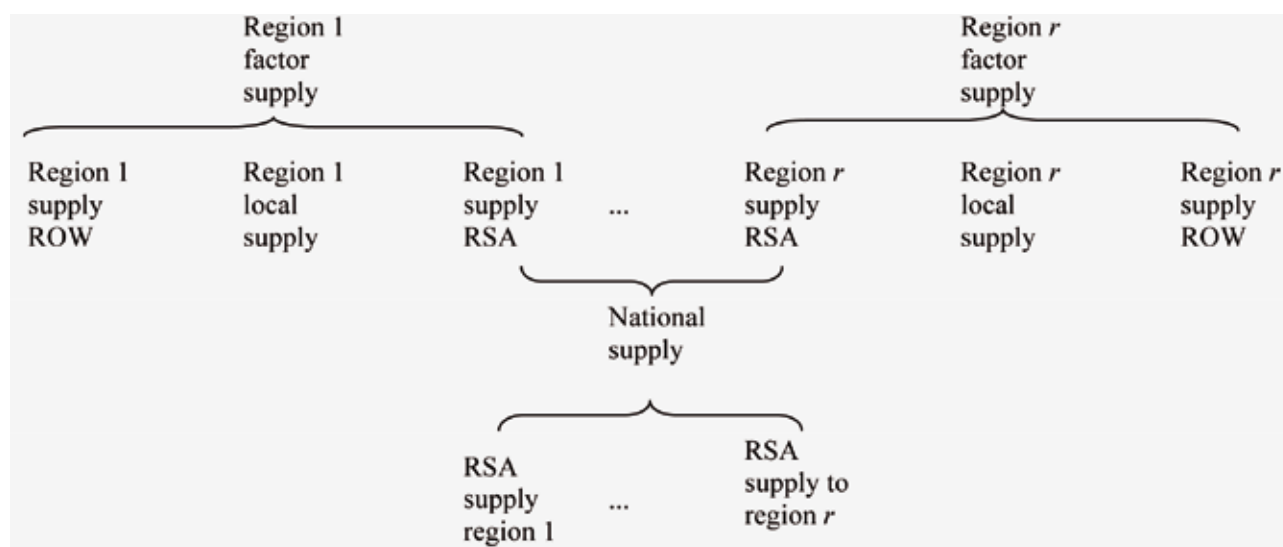 Region 1
factor
supply
Region r
factor
supply
Region 1
supply
ROW
Region 1
local
supply
Region 1
supply
RSA
...
Region r
supply
RSA
Region r
local
supply
Region r
supply
ROW
National
supply
RSA
supply
region 1
...
RSA
supply to
region r